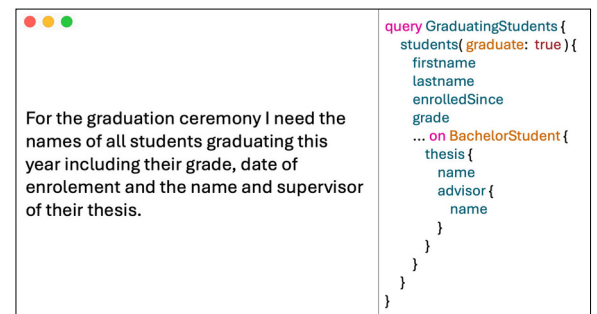 For the graduation ceremony I need the
names of all students graduating this
year including their grade, date of
enrolement and the name and supervisor
of their thesis.
query GraduatingStudents {
students( graduate: true ) {
firstname
lastname
enrolledSince
grade
... on BachelorStudent {
thesis {
name
advisor {
name
}
}
}
}
}